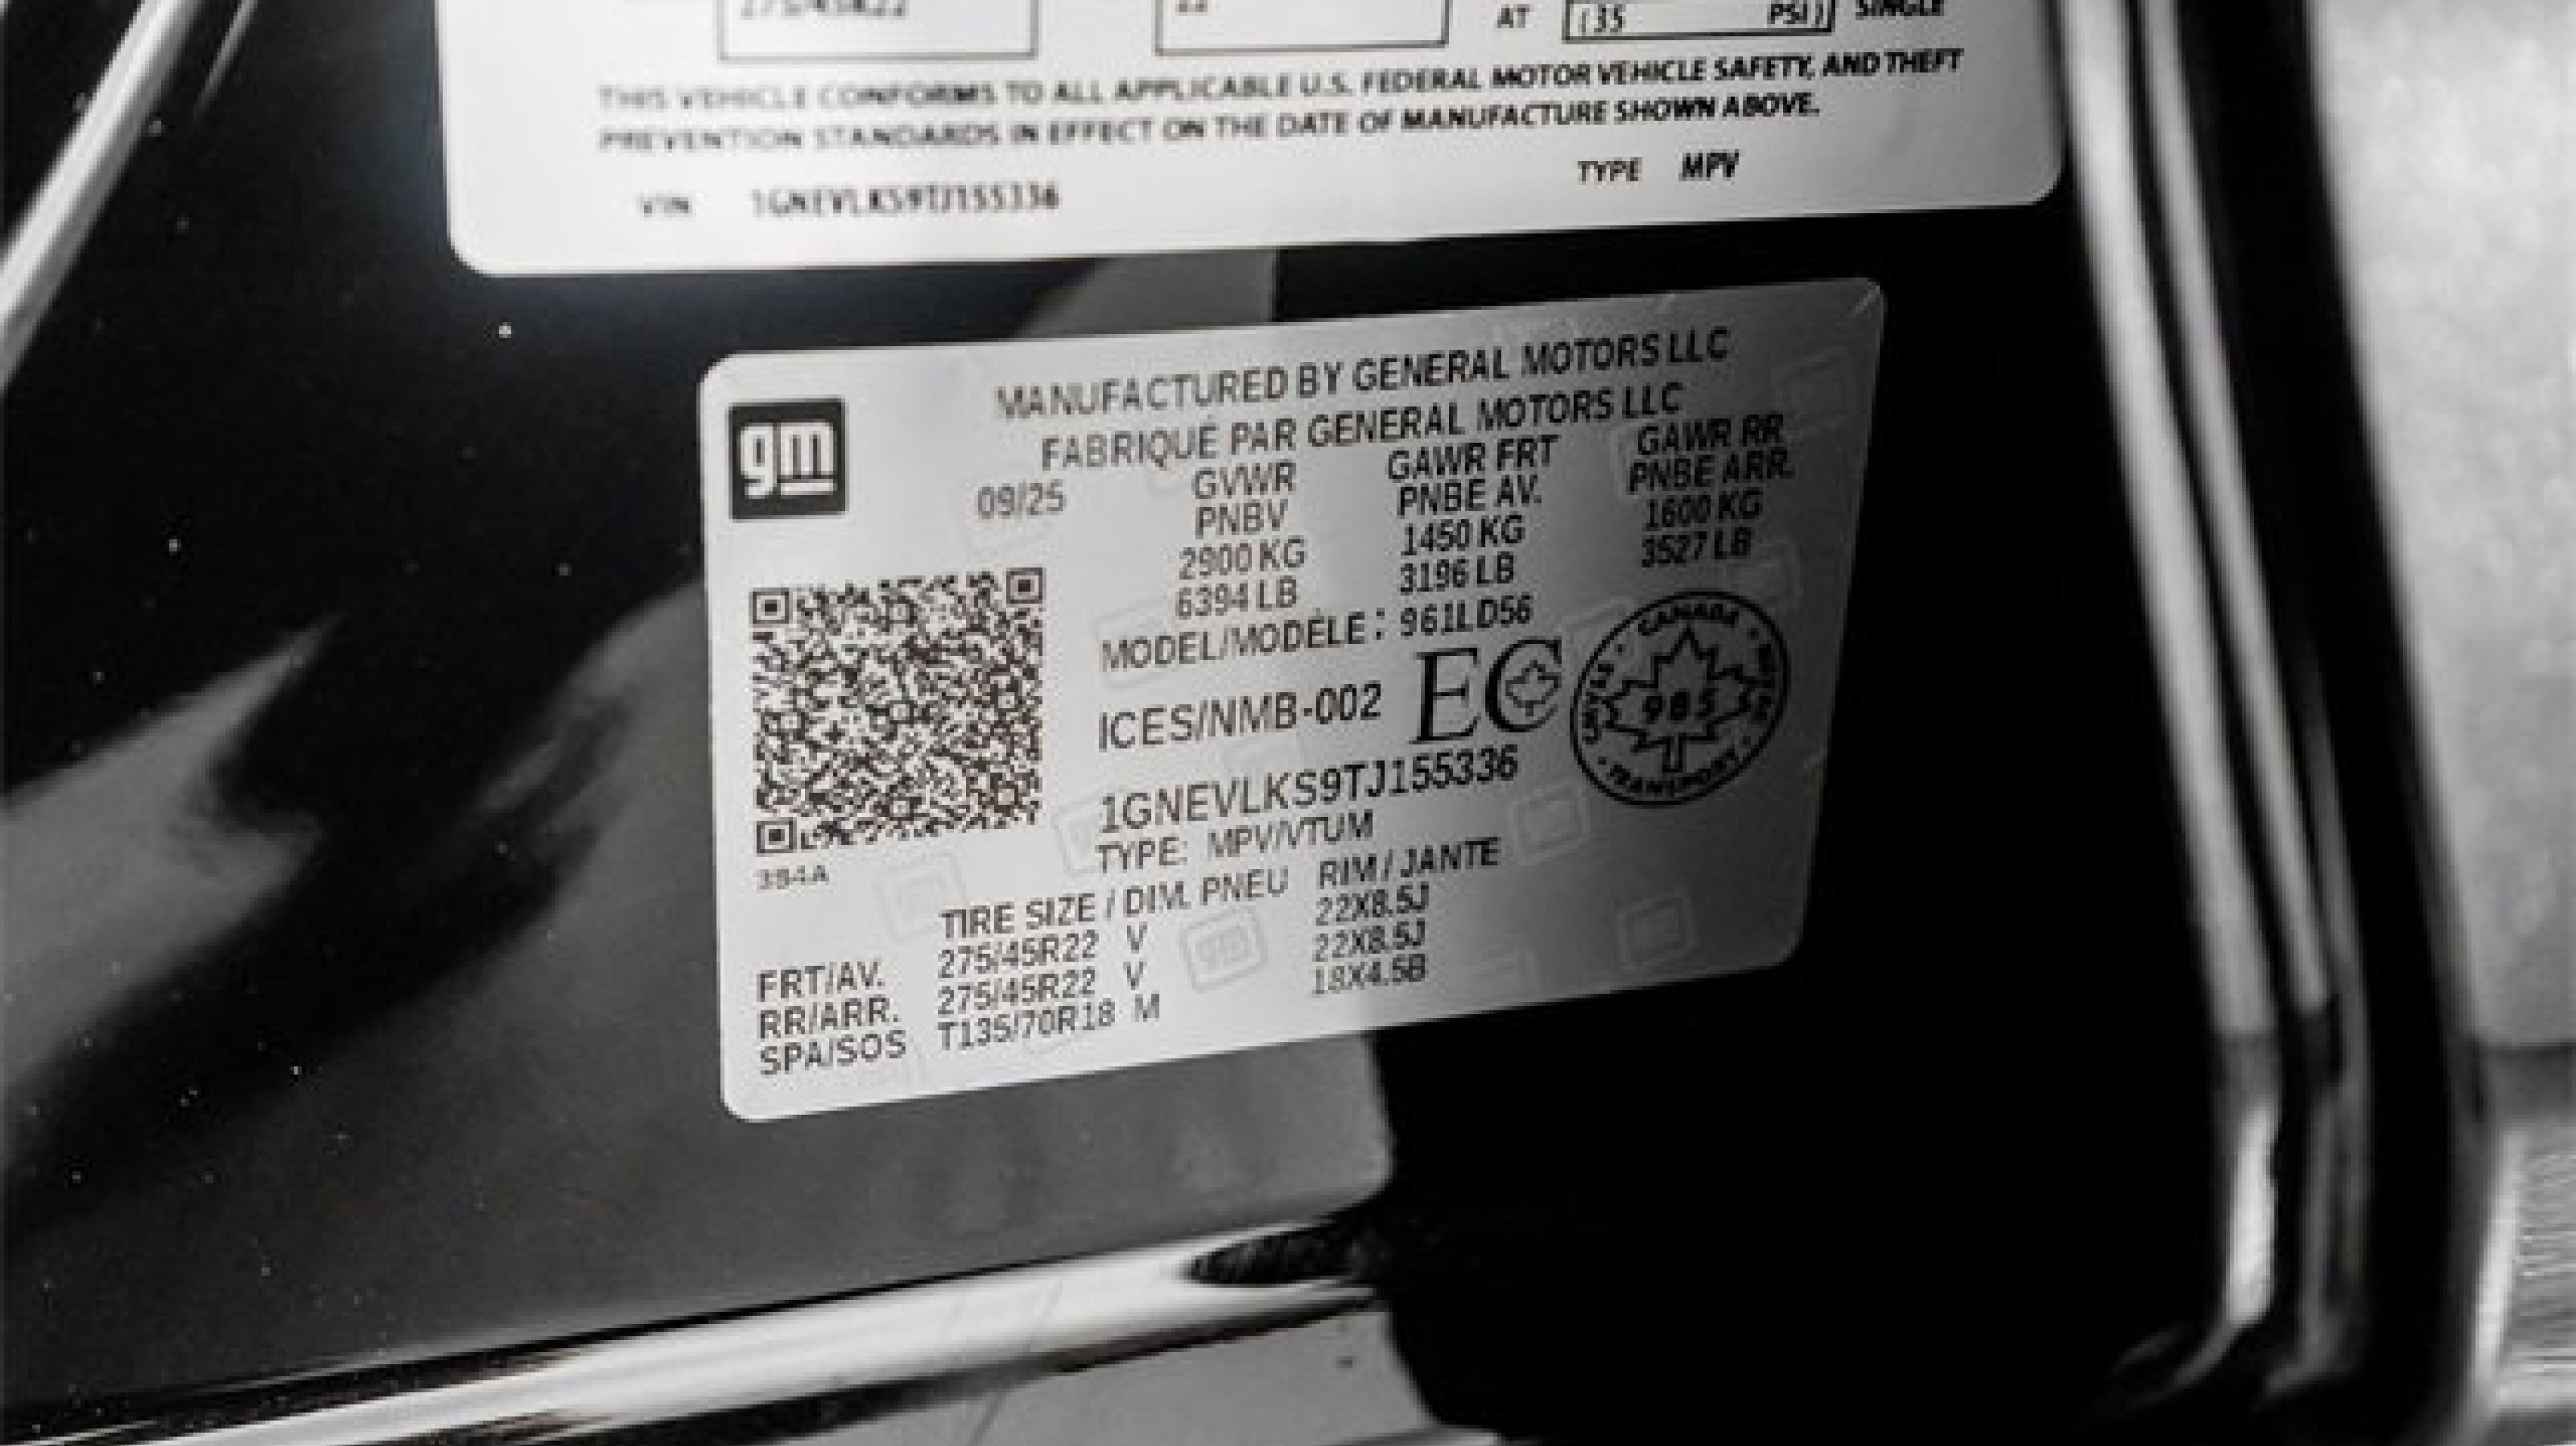 275/45R22 22 AT (35 PSI) SINGLE
THIS VEHICLE CONFORMS TO ALL APPLICABLE U.S. FEDERAL MOTOR VEHICLE SAFETY, AND THEFT
PREVENTION STANDARDS IN EFFECT ON THE DATE OF MANUFACTURE SHOWN ABOVE.
TYPE MPV
VIN 1GNEVLKS9TJ155336
gm
MANUFACTURED BY GENERAL MOTORS LLC
FABRIQUÉ PAR GENERAL MOTORS LLC
09/25 GVWR GAWR FRT GAWR RR
PNBV PNBE AV. PNBE ARR.
2900 KG 1450 KG 1600 KG
6394 LB 3196 LB 3527 LB
MODEL/MODÈLE : 961LD56
ICES/NMB-002 EC
CANADA
985
TRANSPORT
1GNEVLKS9TJ155336
TYPE: MPV/VTUM
394A
TIRE SIZE / DIM. PNEU RIM / JANTE
FRT/AV. 275/45R22 V 22X8.5J
RR/ARR. 275/45R22 V 22X8.5J
SPA/SOS T135/70R18 M 18X4.5B